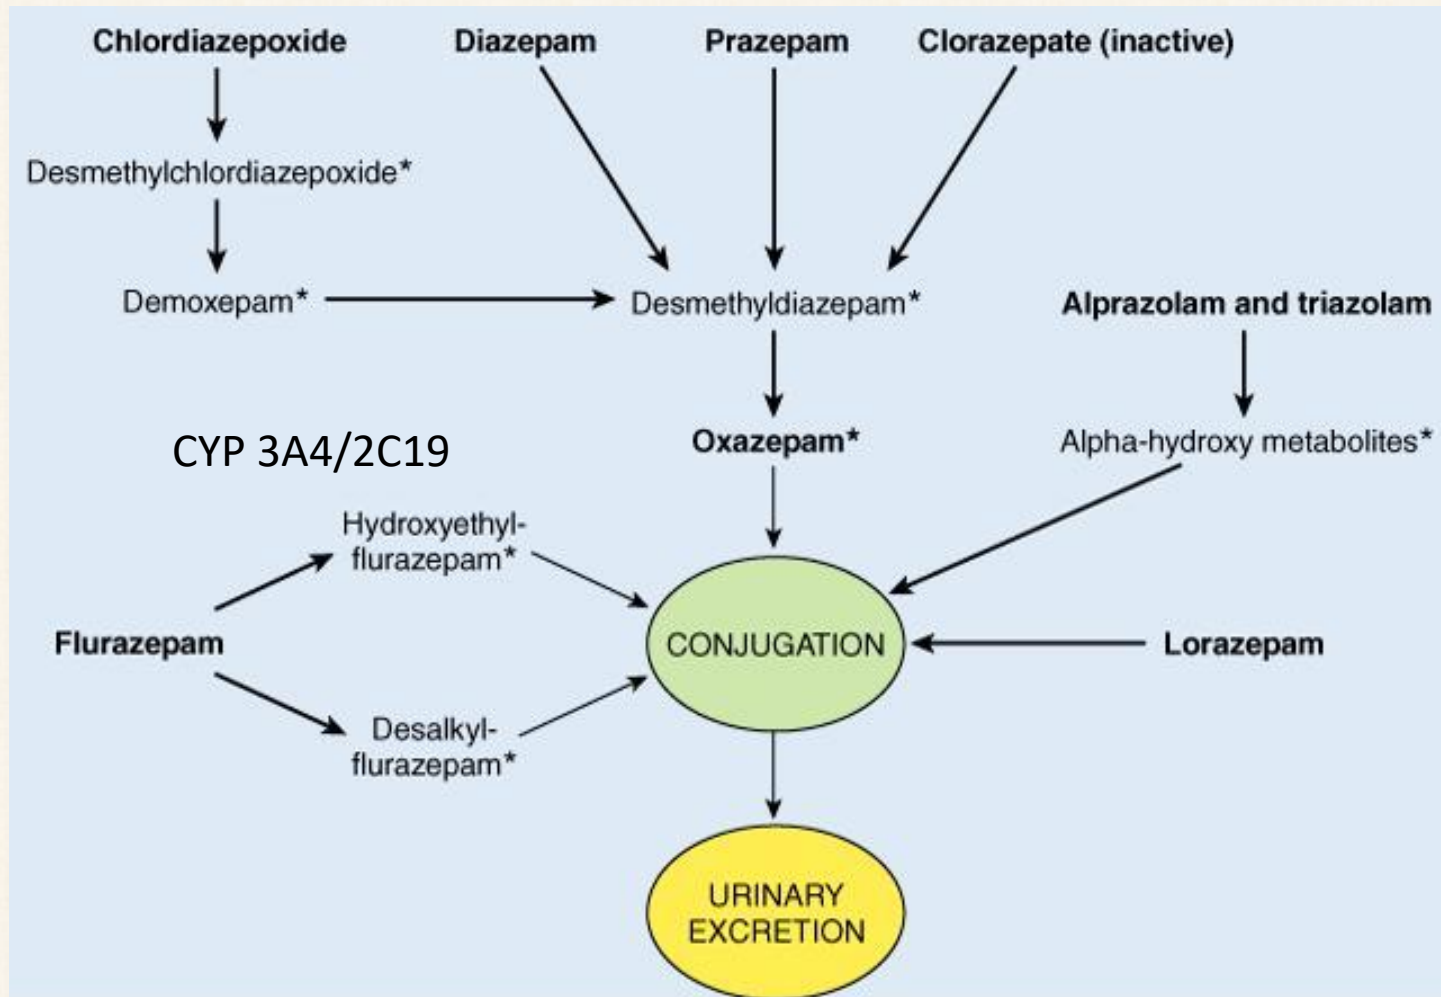 Chlordiazepoxide
Diazepam
Prazepam
Clorazepate (inactive)
Desmethylchlordiazepoxide*
Demoxepam*
Desmethyldiazepam*
Alprazolam and triazolam
CYP 3A4/2C19
Oxazepam*
Alpha-hydroxy metabolites*
Hydroxyethyl-
flurazepam*
Flurazepam
CONJUGATION
Lorazepam
Desalkyl-
flurazepam*
URINARY
EXCRETION